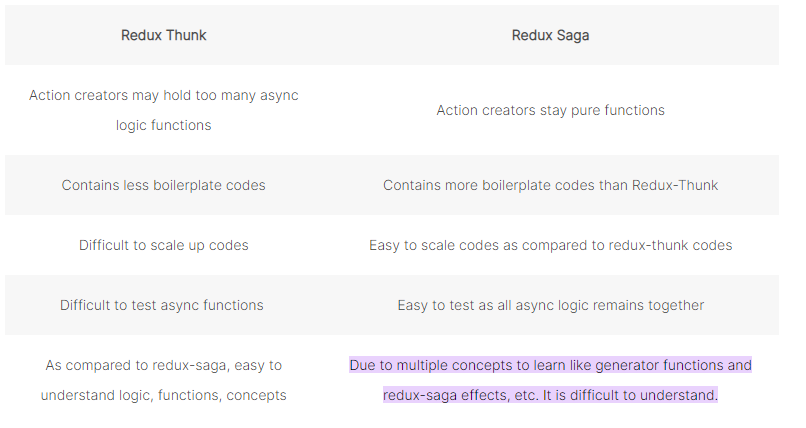 Redux Thunk
Redux Saga
Action creators may hold too many async
logic functions
Action creators stay pure functions
Contains less boilerplate codes
Contains more boilerplate codes than Redux-Thunk
Difficult to scale up codes
Easy to scale codes as compared to redux-thunk codes
Difficult to test async functions
Easy to test as all async logic remains together
As compared to redux-saga, easy to
understand logic, functions, concepts
Due to multiple concepts to learn like generator functions and
redux-saga effects, etc. It is difficult to understand.